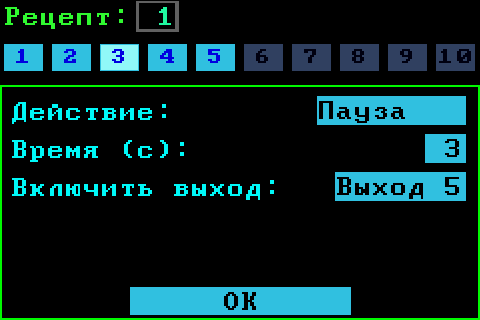 Рецепт: 1
1 2 3 4 5 6 7 8 9 10
Действие: Пауза
Время (с): 3
Включить выход: Выход 5
ОК